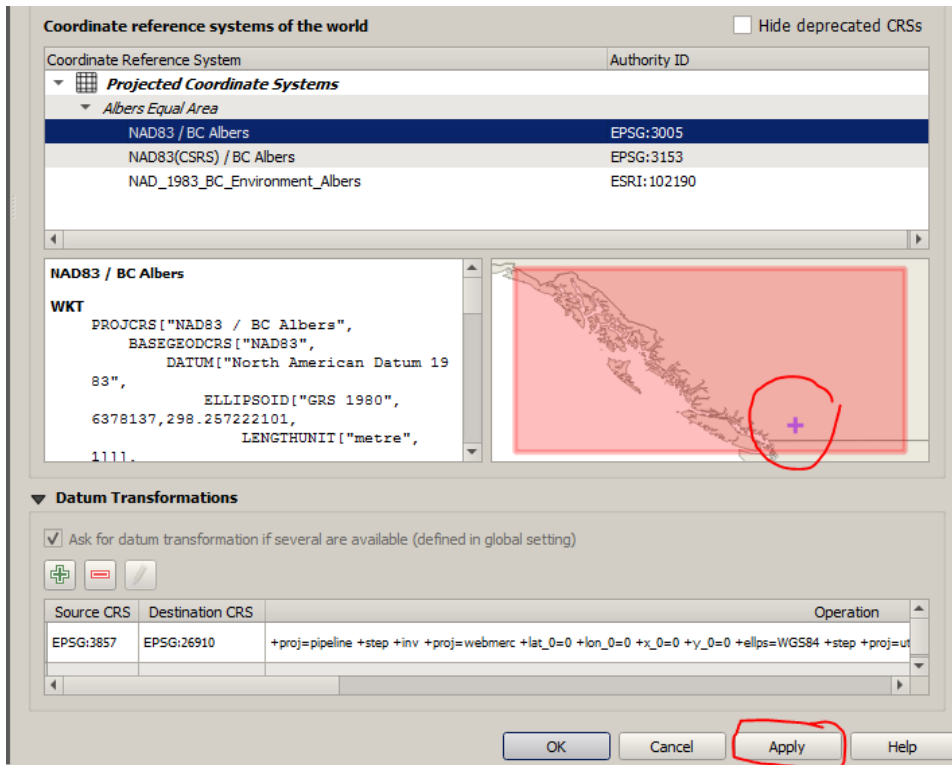 Coordinate reference systems of the world
Hide deprecated CRSs
Coordinate Reference System Authority ID
Projected Coordinate Systems
Albers Equal Area
NAD83 / BC Albers EPSG:3005
NAD83(CSRS) / BC Albers EPSG:3153
NAD_1983_BC_Environment_Albers ESRI:102190
NAD83 / BC Albers
WKT
PROJCRS["NAD83 / BC Albers",
BASEGEODCRS["NAD83",
DATUM["North American Datum 19
83",
ELLIPSOID["GRS 1980",
6378137,298.257222101,
LENGTHUNIT["metre",
1]]],
Datum Transformations
Ask for datum transformation if several are available (defined in global setting)
Source CRS Destination CRS Operation
EPSG:3857 EPSG:26910 +proj=pipeline +step +inv +proj=webmerc +lat_0=0 +lon_0=0 +x_0=0 +y_0=0 +ellps=WGS84 +step +proj=ut
OK Cancel Apply Help